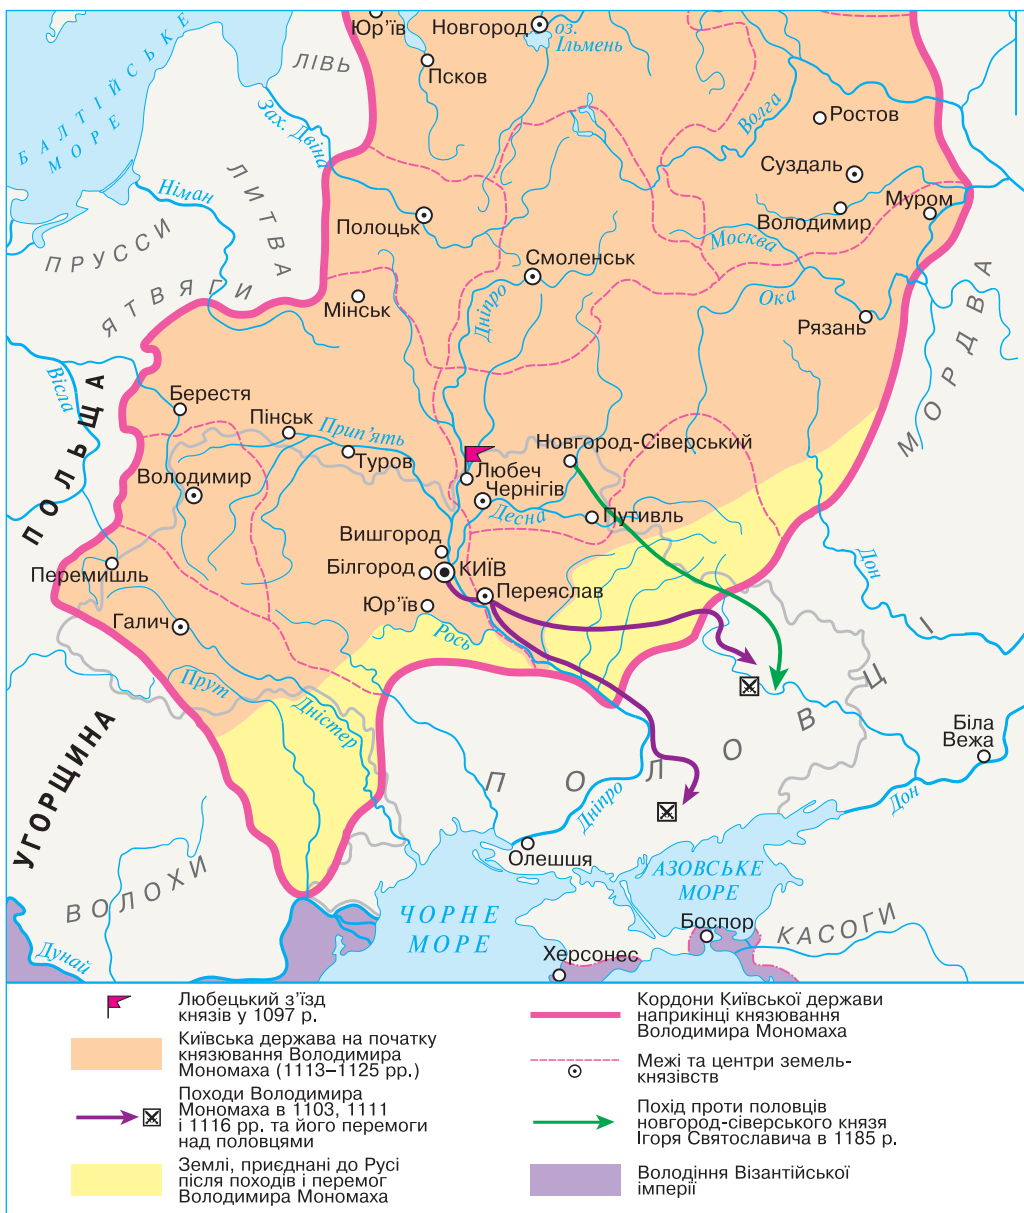 Юр'їв
Новгород
оз.
Ільмень
Псков
ЛІВЬ
БАЛТІЙСЬКЕ
МОРЕ
Зах. Двіна
Волга
Ростов
Суздаль
Муром
Володимир
Москва
Німан
ЛИТВА
ПРУССИ
ЯТВЯГИ
Полоцьк
Смоленськ
Мінськ
Дніпро
Ока
Рязань
МОРДВА
Вісла
ПОЛЬЩА
Берестя
Пінськ
Прип'ять
Туров
Володимир
Новгород-Сіверський
Любеч
Чернігів
Десна
Путивль
Вишгород
Білгород
КИЇВ
Переяслав
Юр'їв
Рось
Перемишль
Галич
Прут
Дністер
Дон
УГОРЩИНА
ПОЛОВЦІ
Біла
Вежа
Дон
Дніпро
Олешшя
ВОЛОХИ
АЗОВСЬКЕ
МОРЕ
ЧОРНЕ
МОРЕ
Боспор
КАСОГИ
Херсонес
Дунай
Любецький з’їзд
князів у 1097 р.
Київська держава на початку
князювання Володимира
Мономаха (1113–1125 рр.)
Походи Володимира
Мономаха в 1103, 1111
і 1116 рр. та його перемоги
над половцями
Землі, приєднані до Русі
після походів і перемог
Володимира Мономаха
Кордони Київської держави
наприкінці князювання
Володимира Мономаха
Межі та центри земель-
князівств
Похід проти половців
новгород-сіверського князя
Ігоря Святославича в 1185 р.
Володіння Візантійської
імперії